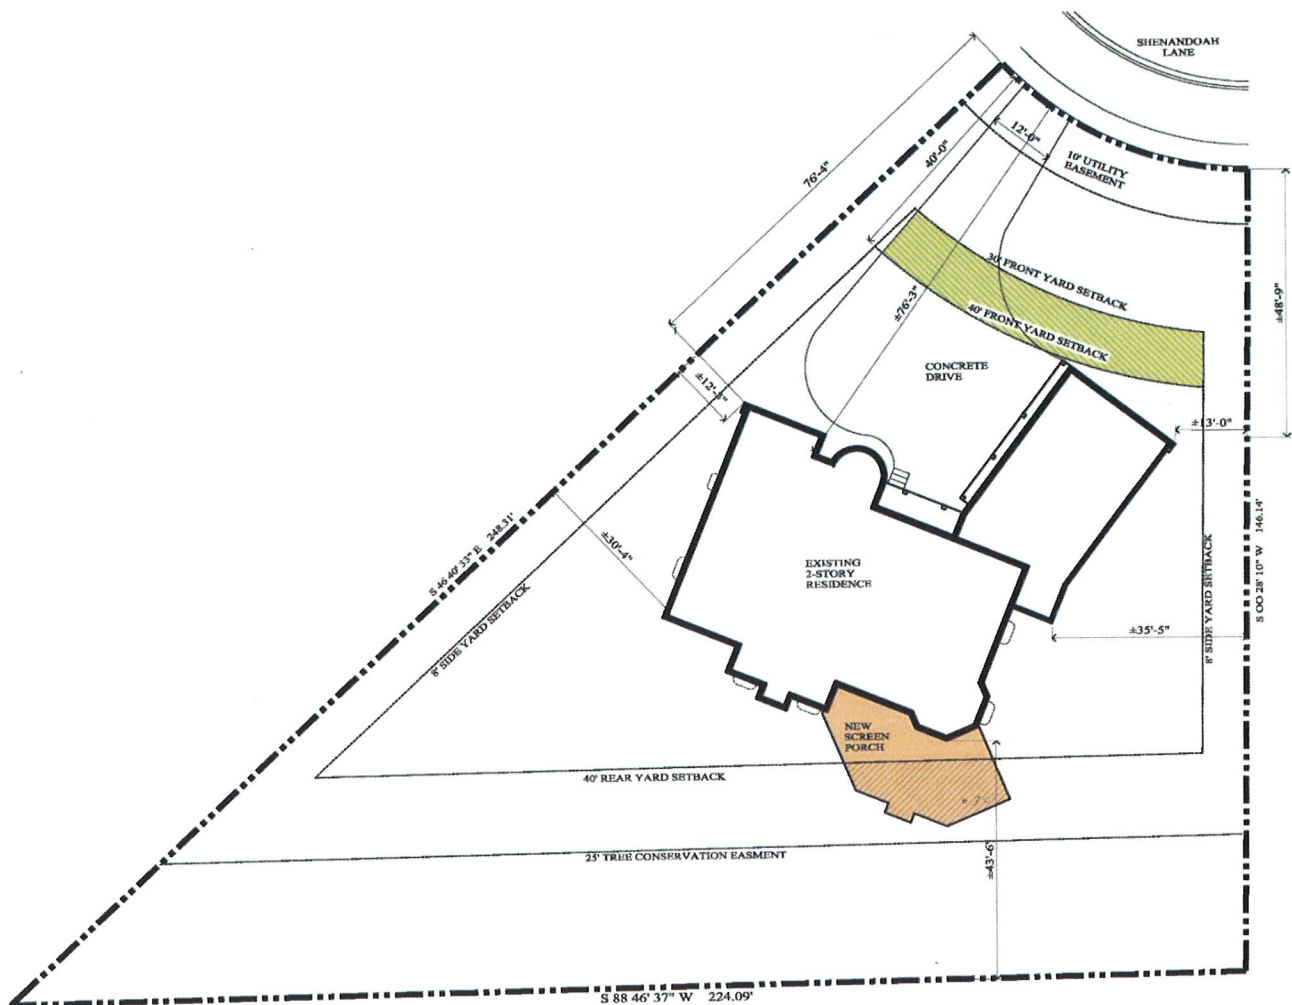 SHENANDOAH
LANE
12'-0"
10' UTILITY
EASEMENT
40'-0"
76'-4"
±48'-9"
30' FRONT YARD SETBACK
±76'-3"
40' FRONT YARD SETBACK
CONCRETE
DRIVE
±13'-0"
S 46 40' 33" E 248.31'
±30'-4"
EXISTING
2-STORY
RESIDENCE
S OO 28' 10" W 146.14'
8' SIDE YARD SETBACK
8' SIDE YARD SETBACK
±35'-5"
NEW
SCREEN
PORCH
40' REAR YARD SETBACK
25' TREE CONSERVATION EASMENT
±43'-6"
S 88 46' 37" W 224.09'